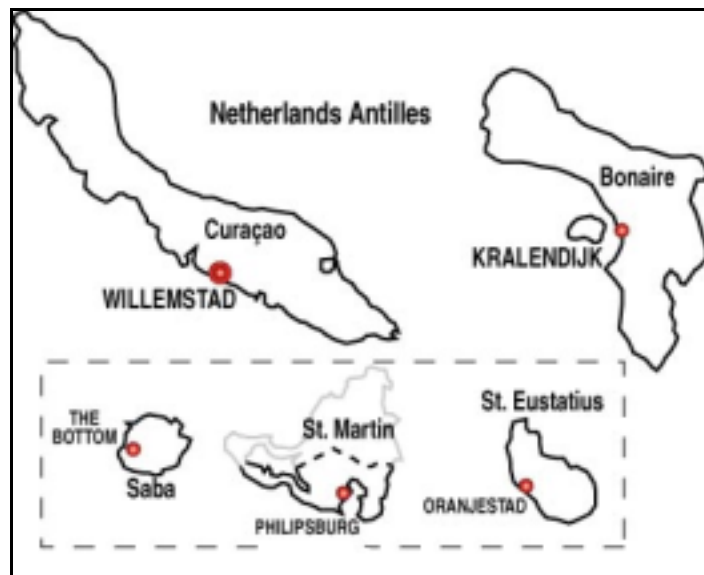 Netherlands Antilles
Bonaire
Curaçao
KRALENDIJK
WILLEMSTAD
St. Eustatius
THE
BOTTOM
St. Martin
Saba
ORANJESTAD
PHILIPSBURG